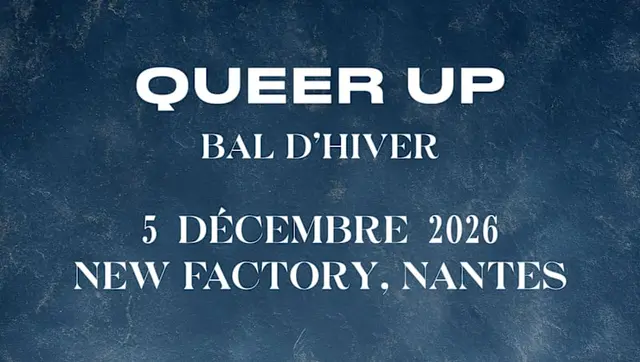 QUEER UP
BAL D'HIVER
5 DÉCEMBRE 2026
NEW FACTORY, NANTES